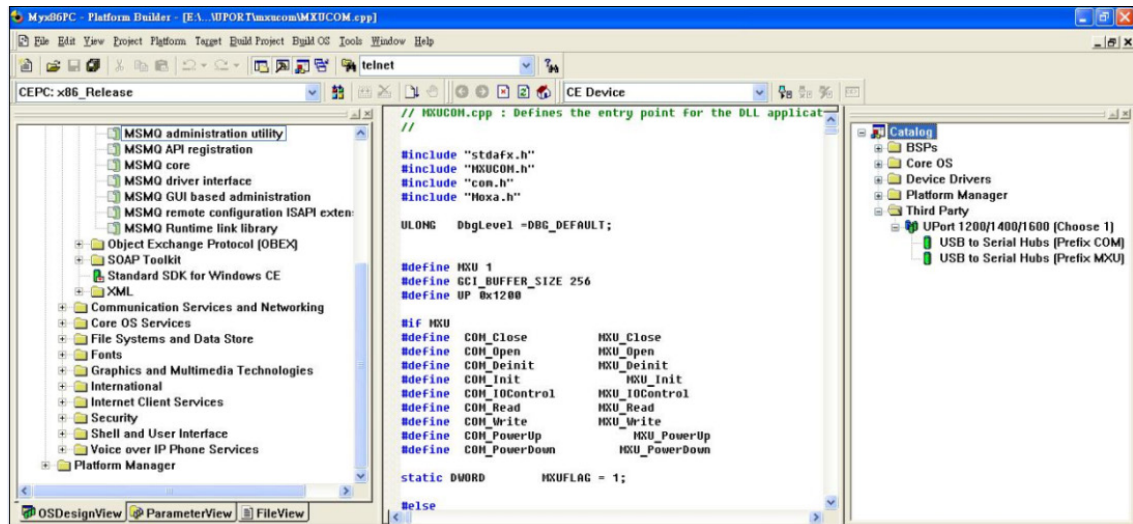 Myx86PC - Platform Builder - [E:\...\UPORT\mxucom\MXUCOM.cpp]
File Edit View Project Platform Target Build Project Build OS Tools Window Help
telnet
CEPC: x86_Release
CE Device
MSMQ administration utility
MSMQ API registration
MSMQ core
MSMQ driver interface
MSMQ GUI based administration
MSMQ remote configuration ISAPI exten
MSMQ Runtime link library
Object Exchange Protocol (OBEX)
SOAP Toolkit
Standard SDK for Windows CE
XML
Communication Services and Networking
Core OS Services
File Systems and Data Store
Fonts
Graphics and Multimedia Technologies
International
Internet Client Services
Security
Shell and User Interface
Voice over IP Phone Services
Platform Manager
OSDesignView ParameterView FileView
// MXUCOM.cpp : Defines the entry point for the DLL applicat
//
#include "stdafx.h"
#include "MXUCOM.h"
#include "com.h"
#include "Moxa.h"
ULONG DbgLevel =DBG_DEFAULT;
#define MXU 1
#define GCI_BUFFER_SIZE 256
#define UP 0x1200
#if MXU
#define COM_Close MXU_Close
#define COM_Open MXU_Open
#define COM_Deinit MXU_Deinit
#define COM_Init MXU_Init
#define COM_IOControl MXU_IOControl
#define COM_Read MXU_Read
#define COM_Write MXU_Write
#define COM_PowerUp MXU_PowerUp
#define COM_PowerDown MXU_PowerDown
static DWORD MXUFLAG = 1;
#else
Catalog
BSPs
Core OS
Device Drivers
Platform Manager
Third Party
UPort 1200/1400/1600 (Choose 1)
USB to Serial Hubs (Prefix COM)
USB to Serial Hubs (Prefix MXU)